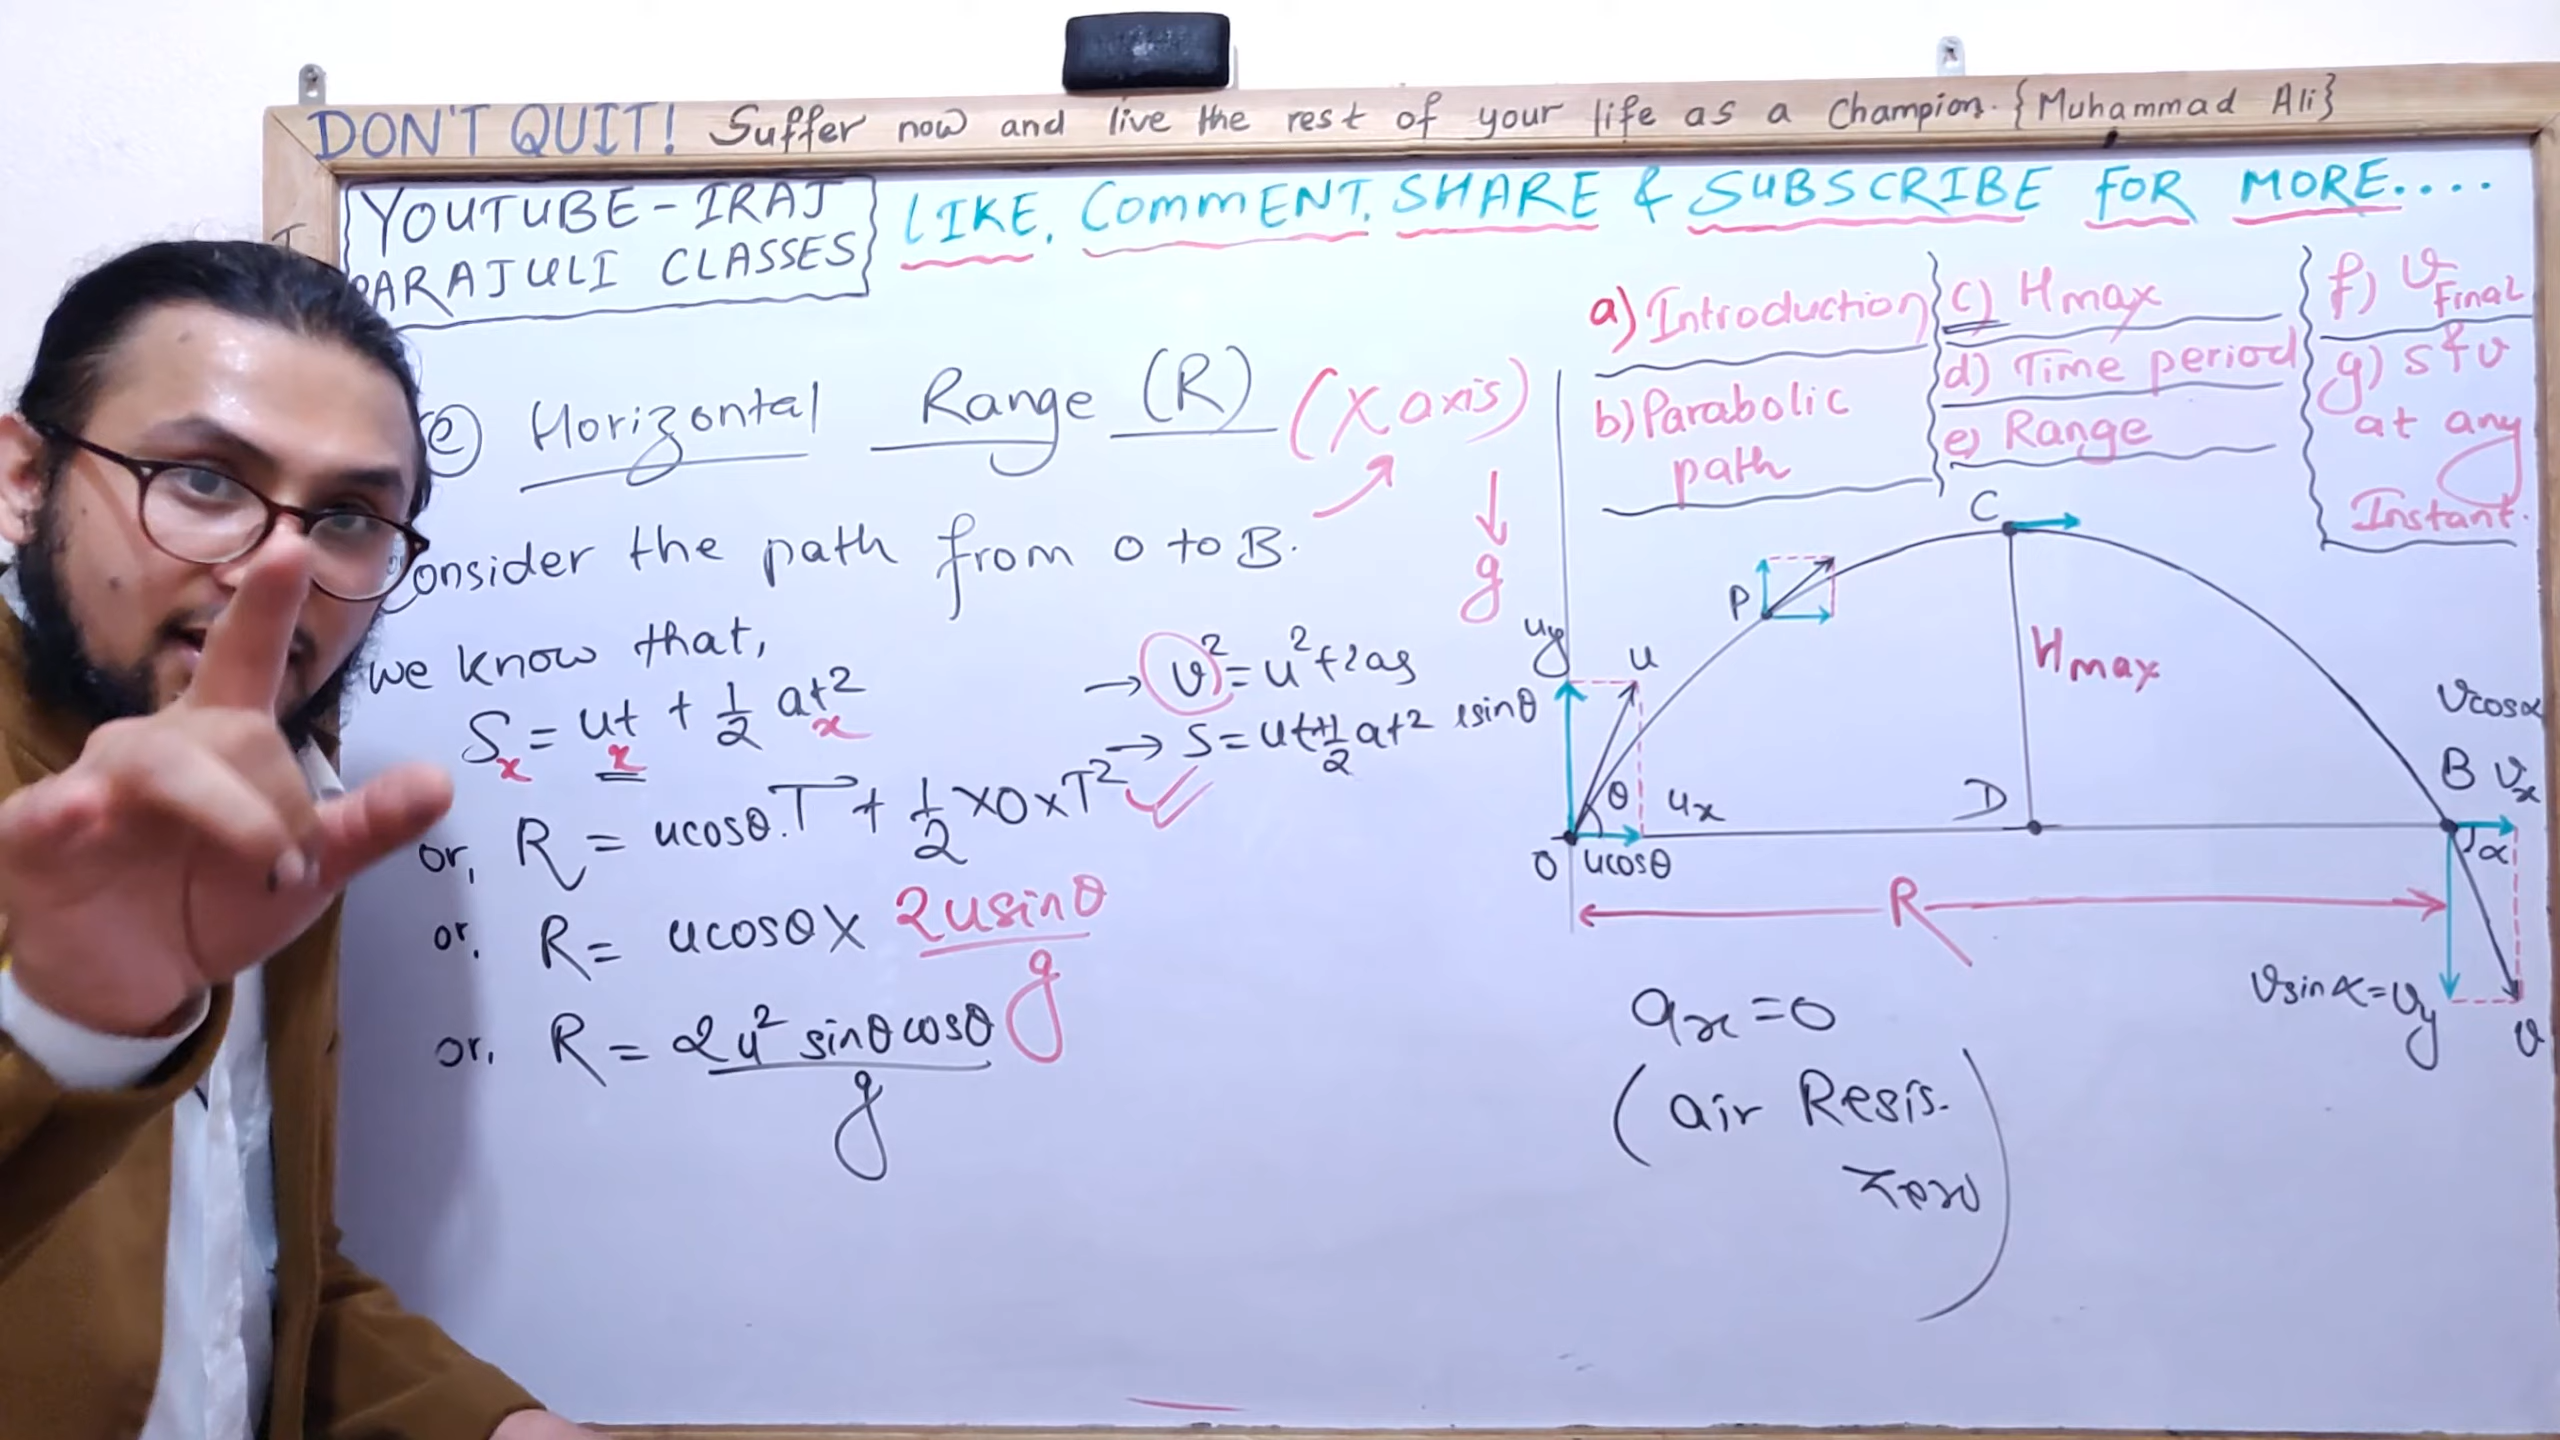 DON'T QUIT! Suffer now and live the rest of your life as a Champion. {Muhammad Ali}
YOUTUBE-IRAJ
PARAJULI CLASSES
LIKE, COMMENT, SHARE & SUBSCRIBE FOR MORE....
a) Introduction
b) Parabolic
path
c) Hmax
d) Time period
e) Range
f) vFinal
g) s & v
at any
Instant.
e) Horizontal Range (R) (X axis)
↓
g
Consider the path from O to B.
We know that,
Sₓ = uₓt + 1/2 aₓt²
or, R = ucosθ.T + 1/2 × 0 × T²
or, R = ucosθ × 2usinθ/g
or, R = 2u² sinθ cosθ/g
→ v² = u² + 2as
→ s = ut + 1/2 at²
uy
u
usinθ
θ
ux
O
ucosθ
P
C
Hmax
D
vcosα
B vₓ
α
R
vsinα = vy
v
aₓ = 0
(air Resis.
zero)